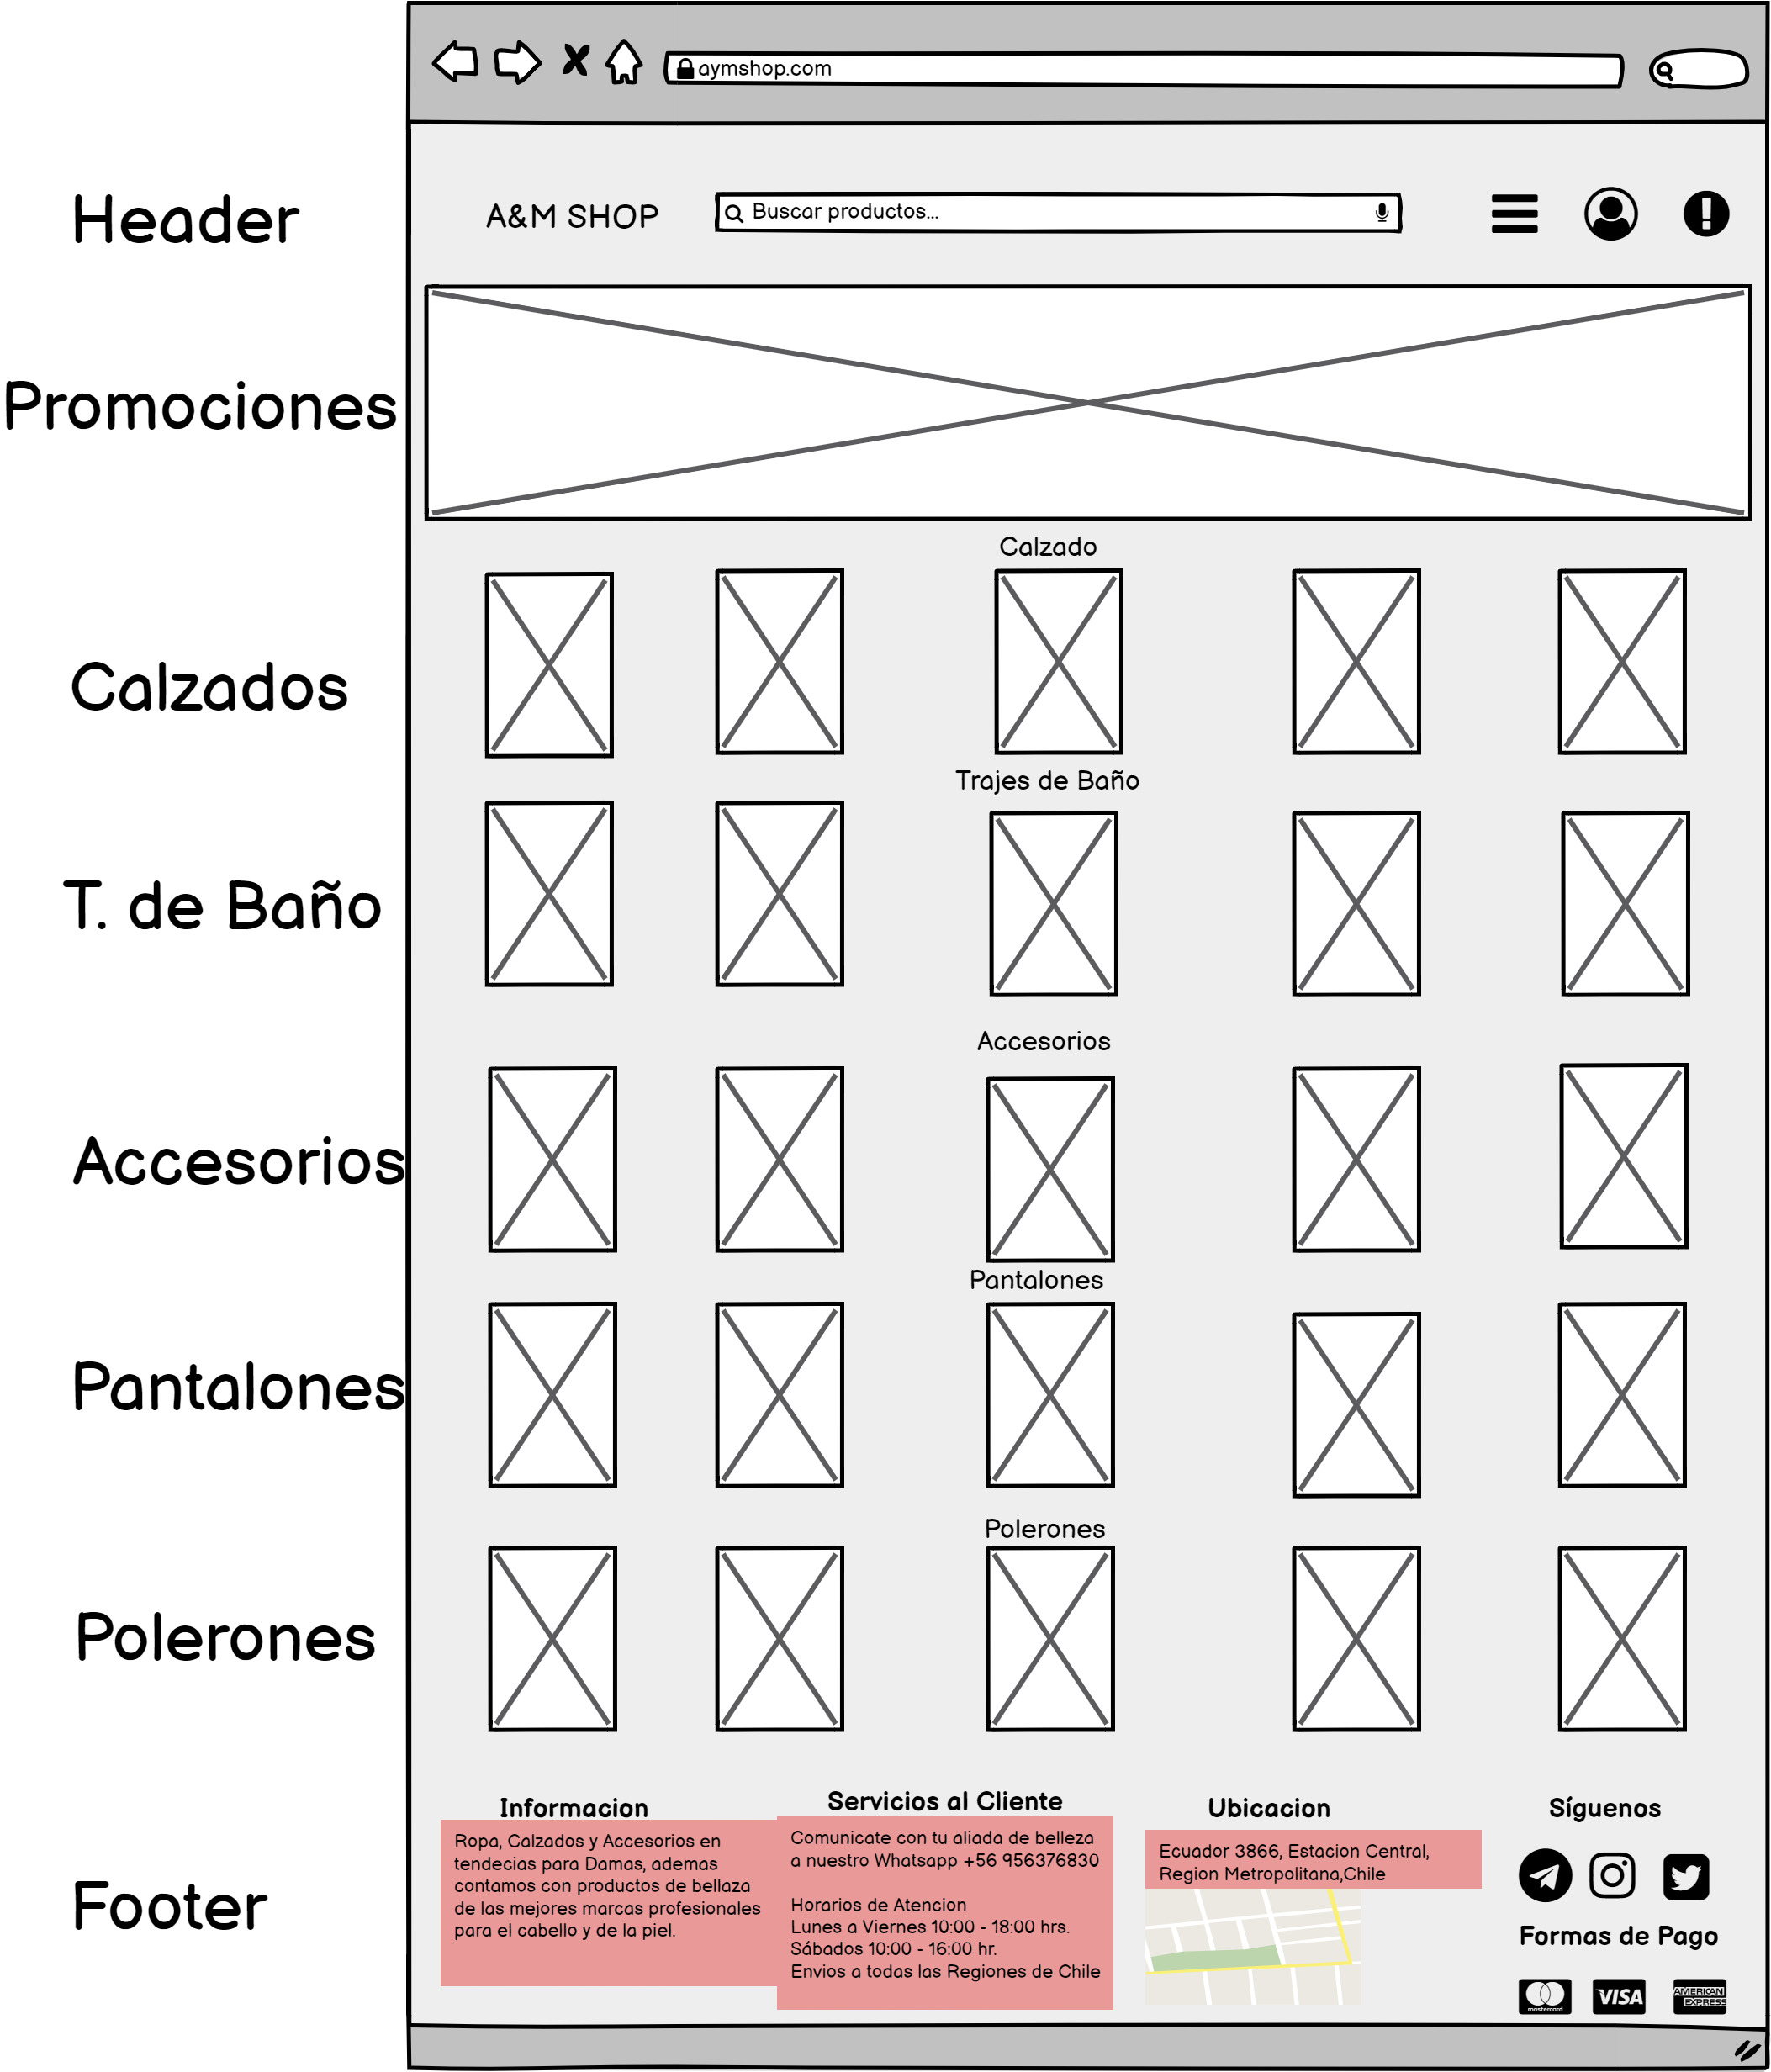 aymshop.com
Header
A&M SHOP
Buscar productos...
Promociones
Calzado
Calzados
Trajes de Baño
T. de Baño
Accesorios
Accesorios
Pantalones
Pantalones
Polerones
Polerones
Footer
Informacion
Ropa, Calzados y Accesorios en
tendecias para Damas, ademas
contamos con productos de bellaza
de las mejores marcas profesionales
para el cabello y de la piel.
Servicios al Cliente
Comunicate con tu aliada de belleza
a nuestro Whatsapp +56 956376830
Horarios de Atencion
Lunes a Viernes 10:00 - 18:00 hrs.
Sábados 10:00 - 16:00 hr.
Envios a todas las Regiones de Chile
Ubicacion
Ecuador 3866, Estacion Central,
Region Metropolitana,Chile
Síguenos
Formas de Pago
mastercard
VISA
AMERICAN
EXPRESS